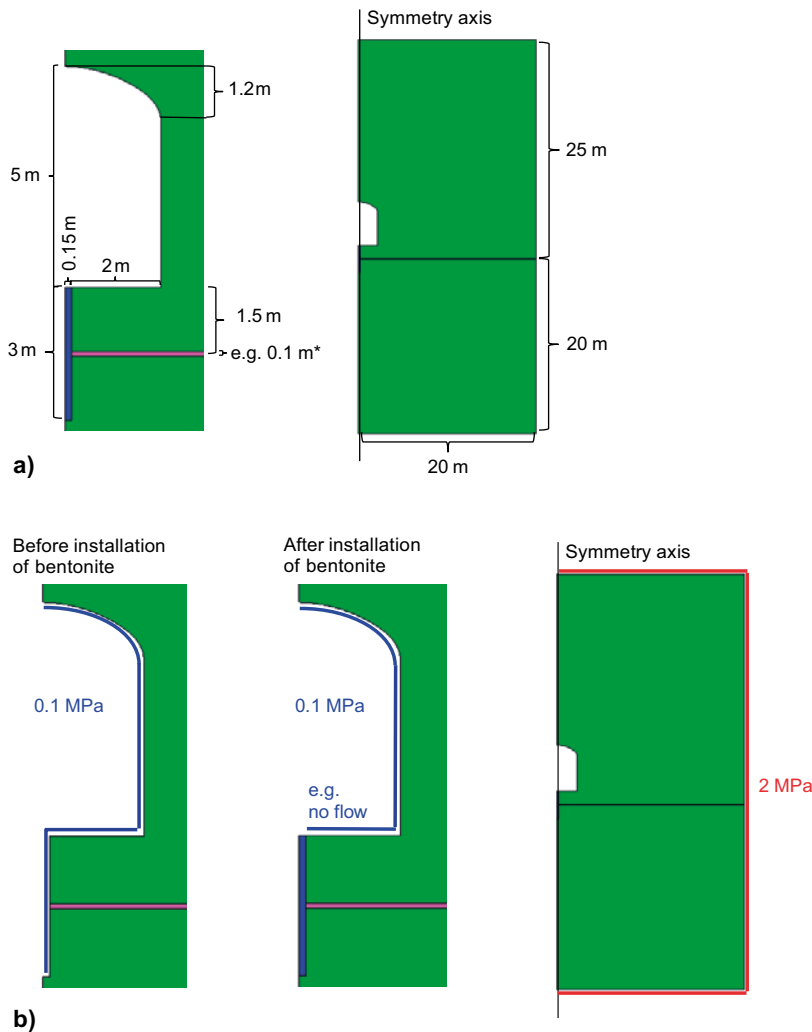 Symmetry axis
1.2 m
5 m
25 m
0.15 m
2 m
1.5 m
3 m
e.g. 0.1 m*
20 m
20 m
a)
Before installation
of bentonite
After installation
of bentonite
Symmetry axis
0.1 MPa
0.1 MPa
e.g.
no flow
2 MPa
b)